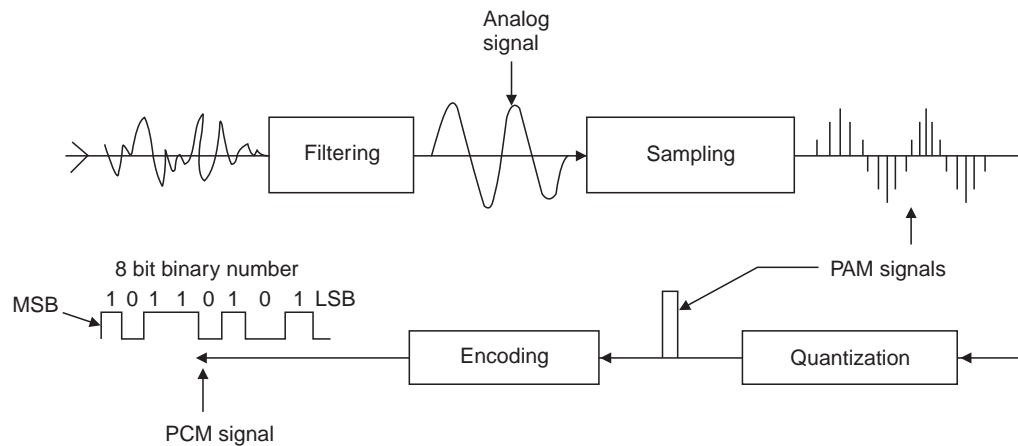 Analog
signal
Filtering
Sampling
8 bit binary number
PAM signals
MSB
1 0 1 1 0 1 0 1 LSB
Encoding
Quantization
PCM signal